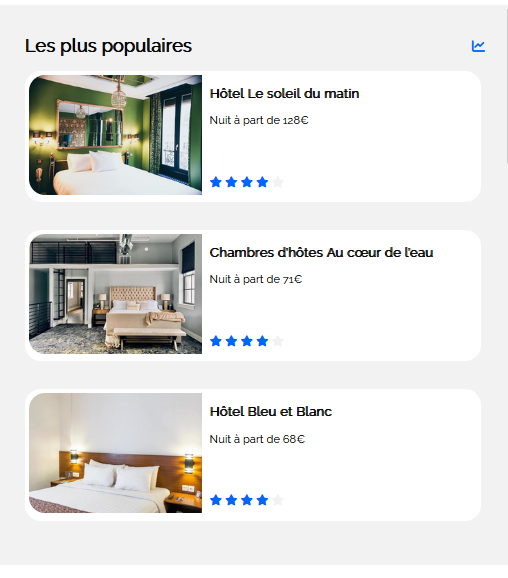 Les plus populaires
Hôtel Le soleil du matin
Nuit à part de 128€
Chambres d'hôtes Au cœur de l'eau
Nuit à part de 71€
Hôtel Bleu et Blanc
Nuit à part de 68€